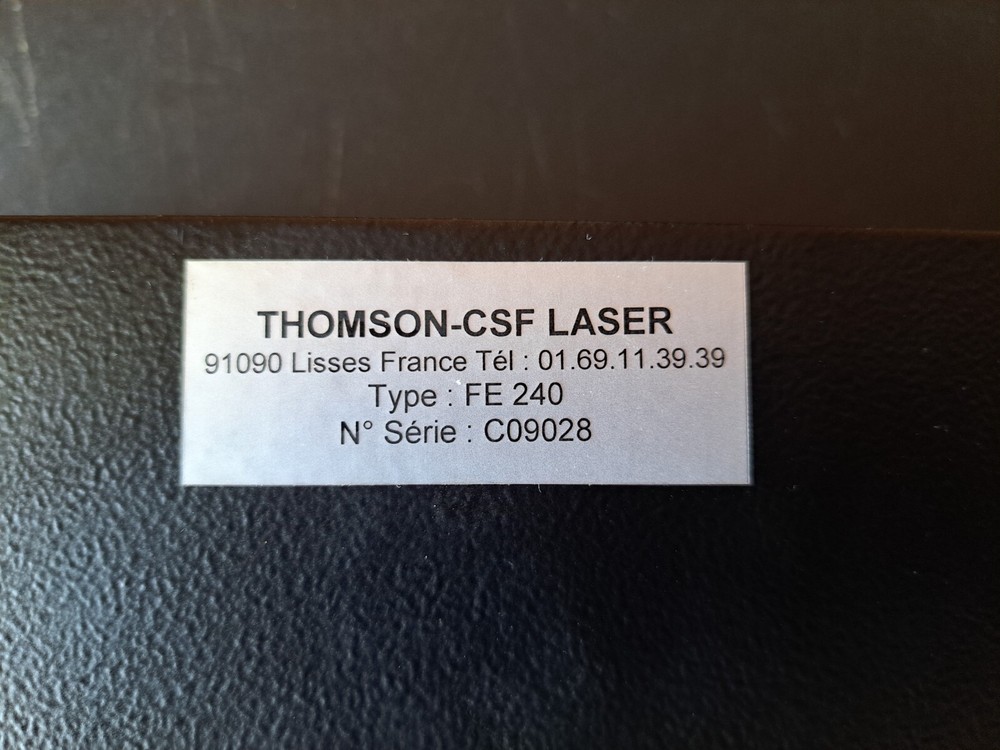 THOMSON-CSF LASER
91090 Lisses France Tél : 01.69.11.39.39
Type : FE 240
N° Série : C09028